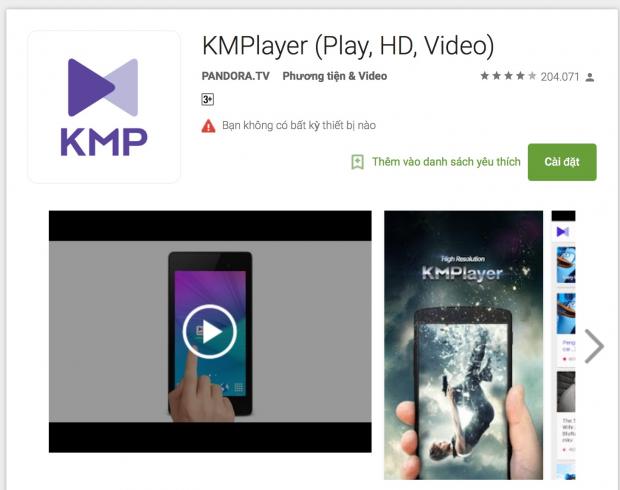 KMPlayer (Play, HD, Video)
PANDORA.TV Phương tiện & Video
204.071
3+
Bạn không có bất kỳ thiết bị nào
Thêm vào danh sách yêu thích
Cài đặt
KMP
High Resolution
KMPlayer